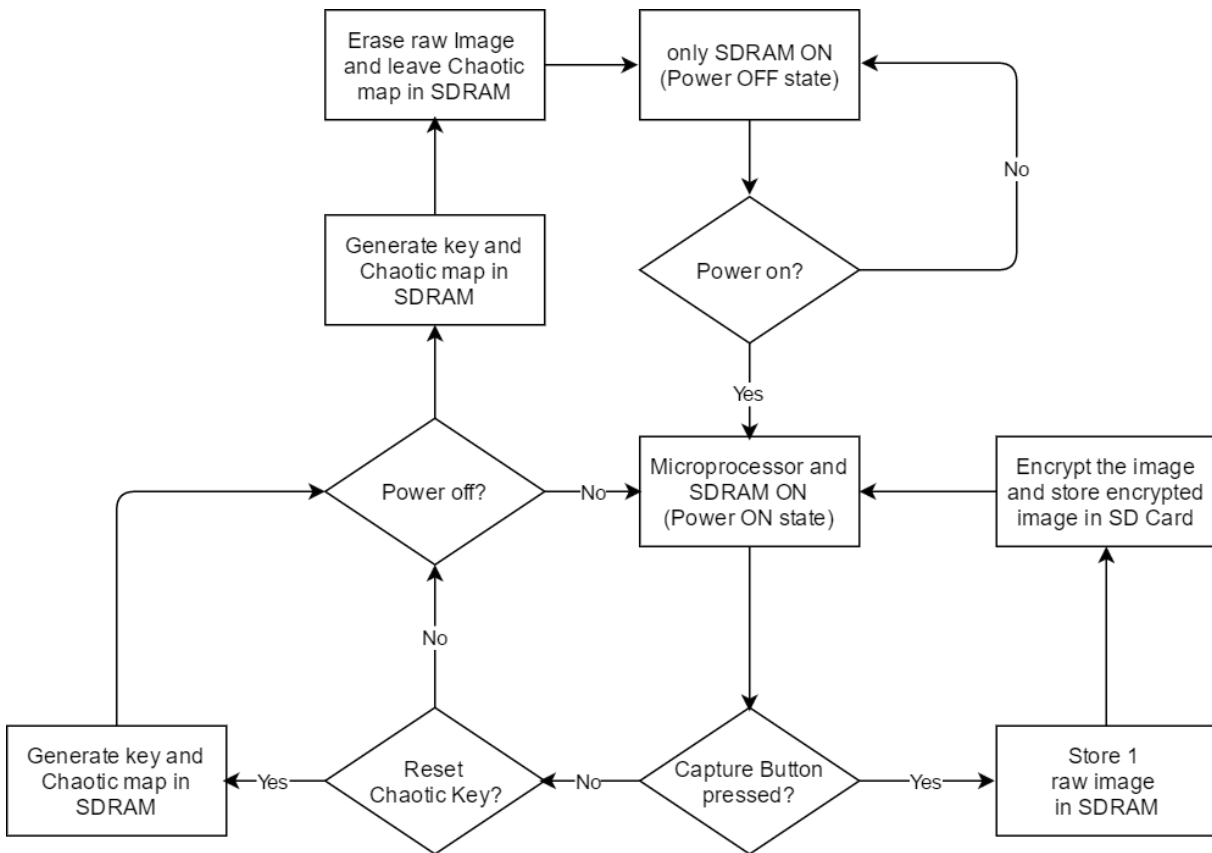 Erase raw Image
and leave Chaotic
map in SDRAM
only SDRAM ON
(Power OFF state)
No
Generate key and
Chaotic map in
SDRAM
Power on?
Yes
Power off?
No
Microprocessor and
SDRAM ON
(Power ON state)
Encrypt the image
and store encrypted
image in SD Card
No
Generate key and
Chaotic map in
SDRAM
Yes
Reset
Chaotic Key?
No
Capture Button
pressed?
Yes
Store 1
raw image
in SDRAM